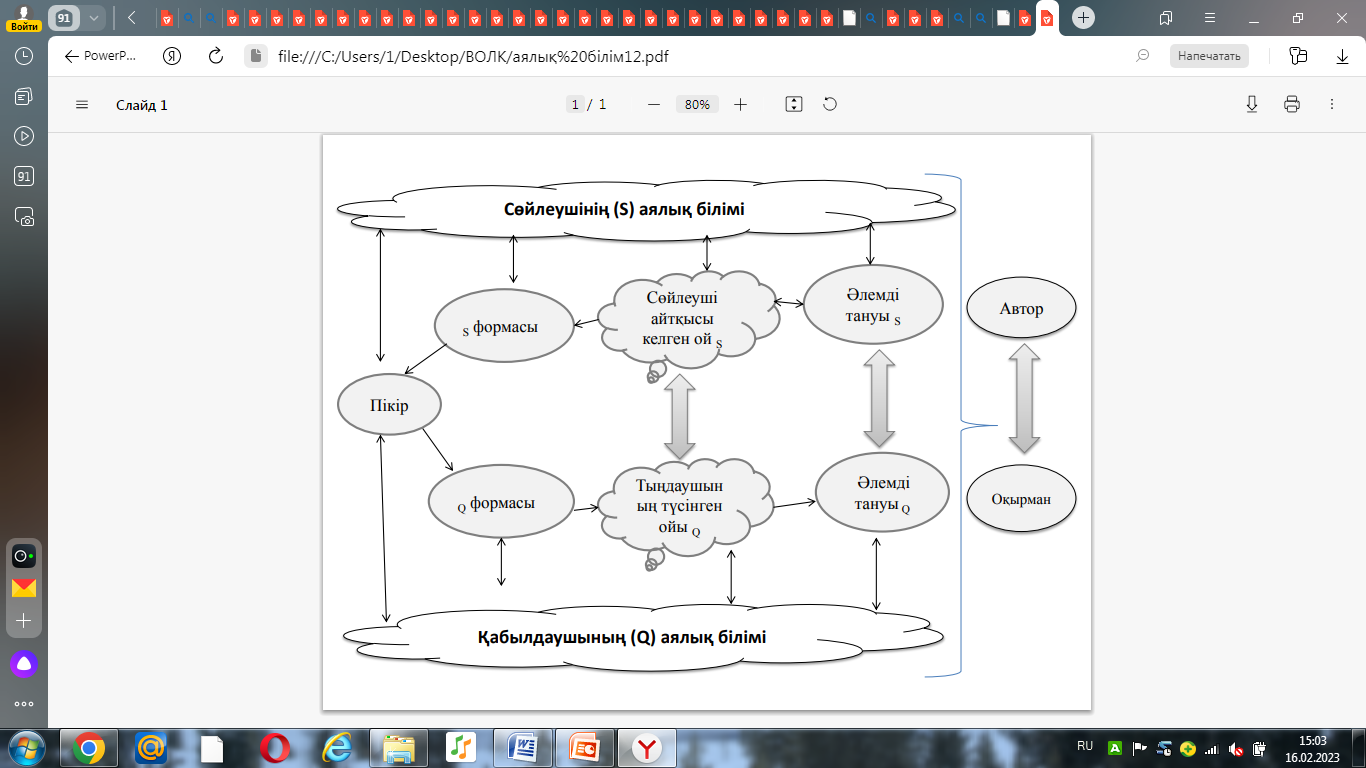 Войти
91
PowerP...
file:///C:/Users/1/Desktop/ВОЛК/аялық%20білім12.pdf
Напечатать
Слайд 1
1 / 1
80%
91
Сөйлеушінің (S) аялық білімі
S формасы
Сөйлеуші
айтқысы
келген ой S
Әлемді
тануы S
Автор
Пікір
Q формасы
Тыңдаушын
ың түсінген
ойы Q
Әлемді
тануы Q
Оқырман
Қабылдаушының (Q) аялық білімі
RU
15:03
16.02.2023